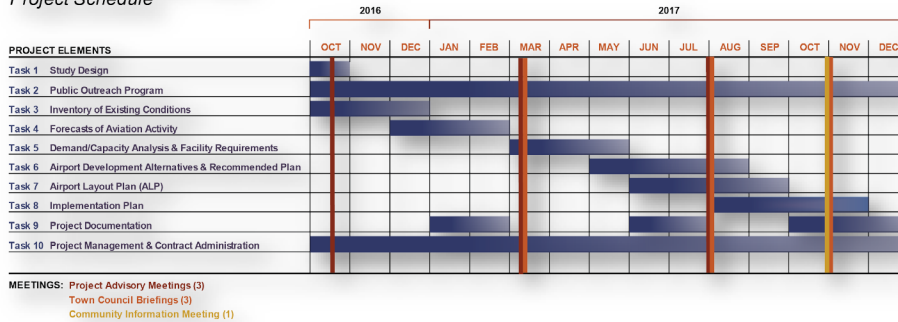 Project Schedule
2016 2017
PROJECT ELEMENTS OCT NOV DEC JAN FEB MAR APR MAY JUN JUL AUG SEP OCT NOV DEC
Task 1 Study Design
Task 2 Public Outreach Program
Task 3 Inventory of Existing Conditions
Task 4 Forecasts of Aviation Activity
Task 5 Demand/Capacity Analysis & Facility Requirements
Task 6 Airport Development Alternatives & Recommended Plan
Task 7 Airport Layout Plan (ALP)
Task 8 Implementation Plan
Task 9 Project Documentation
Task 10 Project Management & Contract Administration
MEETINGS: Project Advisory Meetings (3)
Town Council Briefings (3)
Community Information Meeting (1)